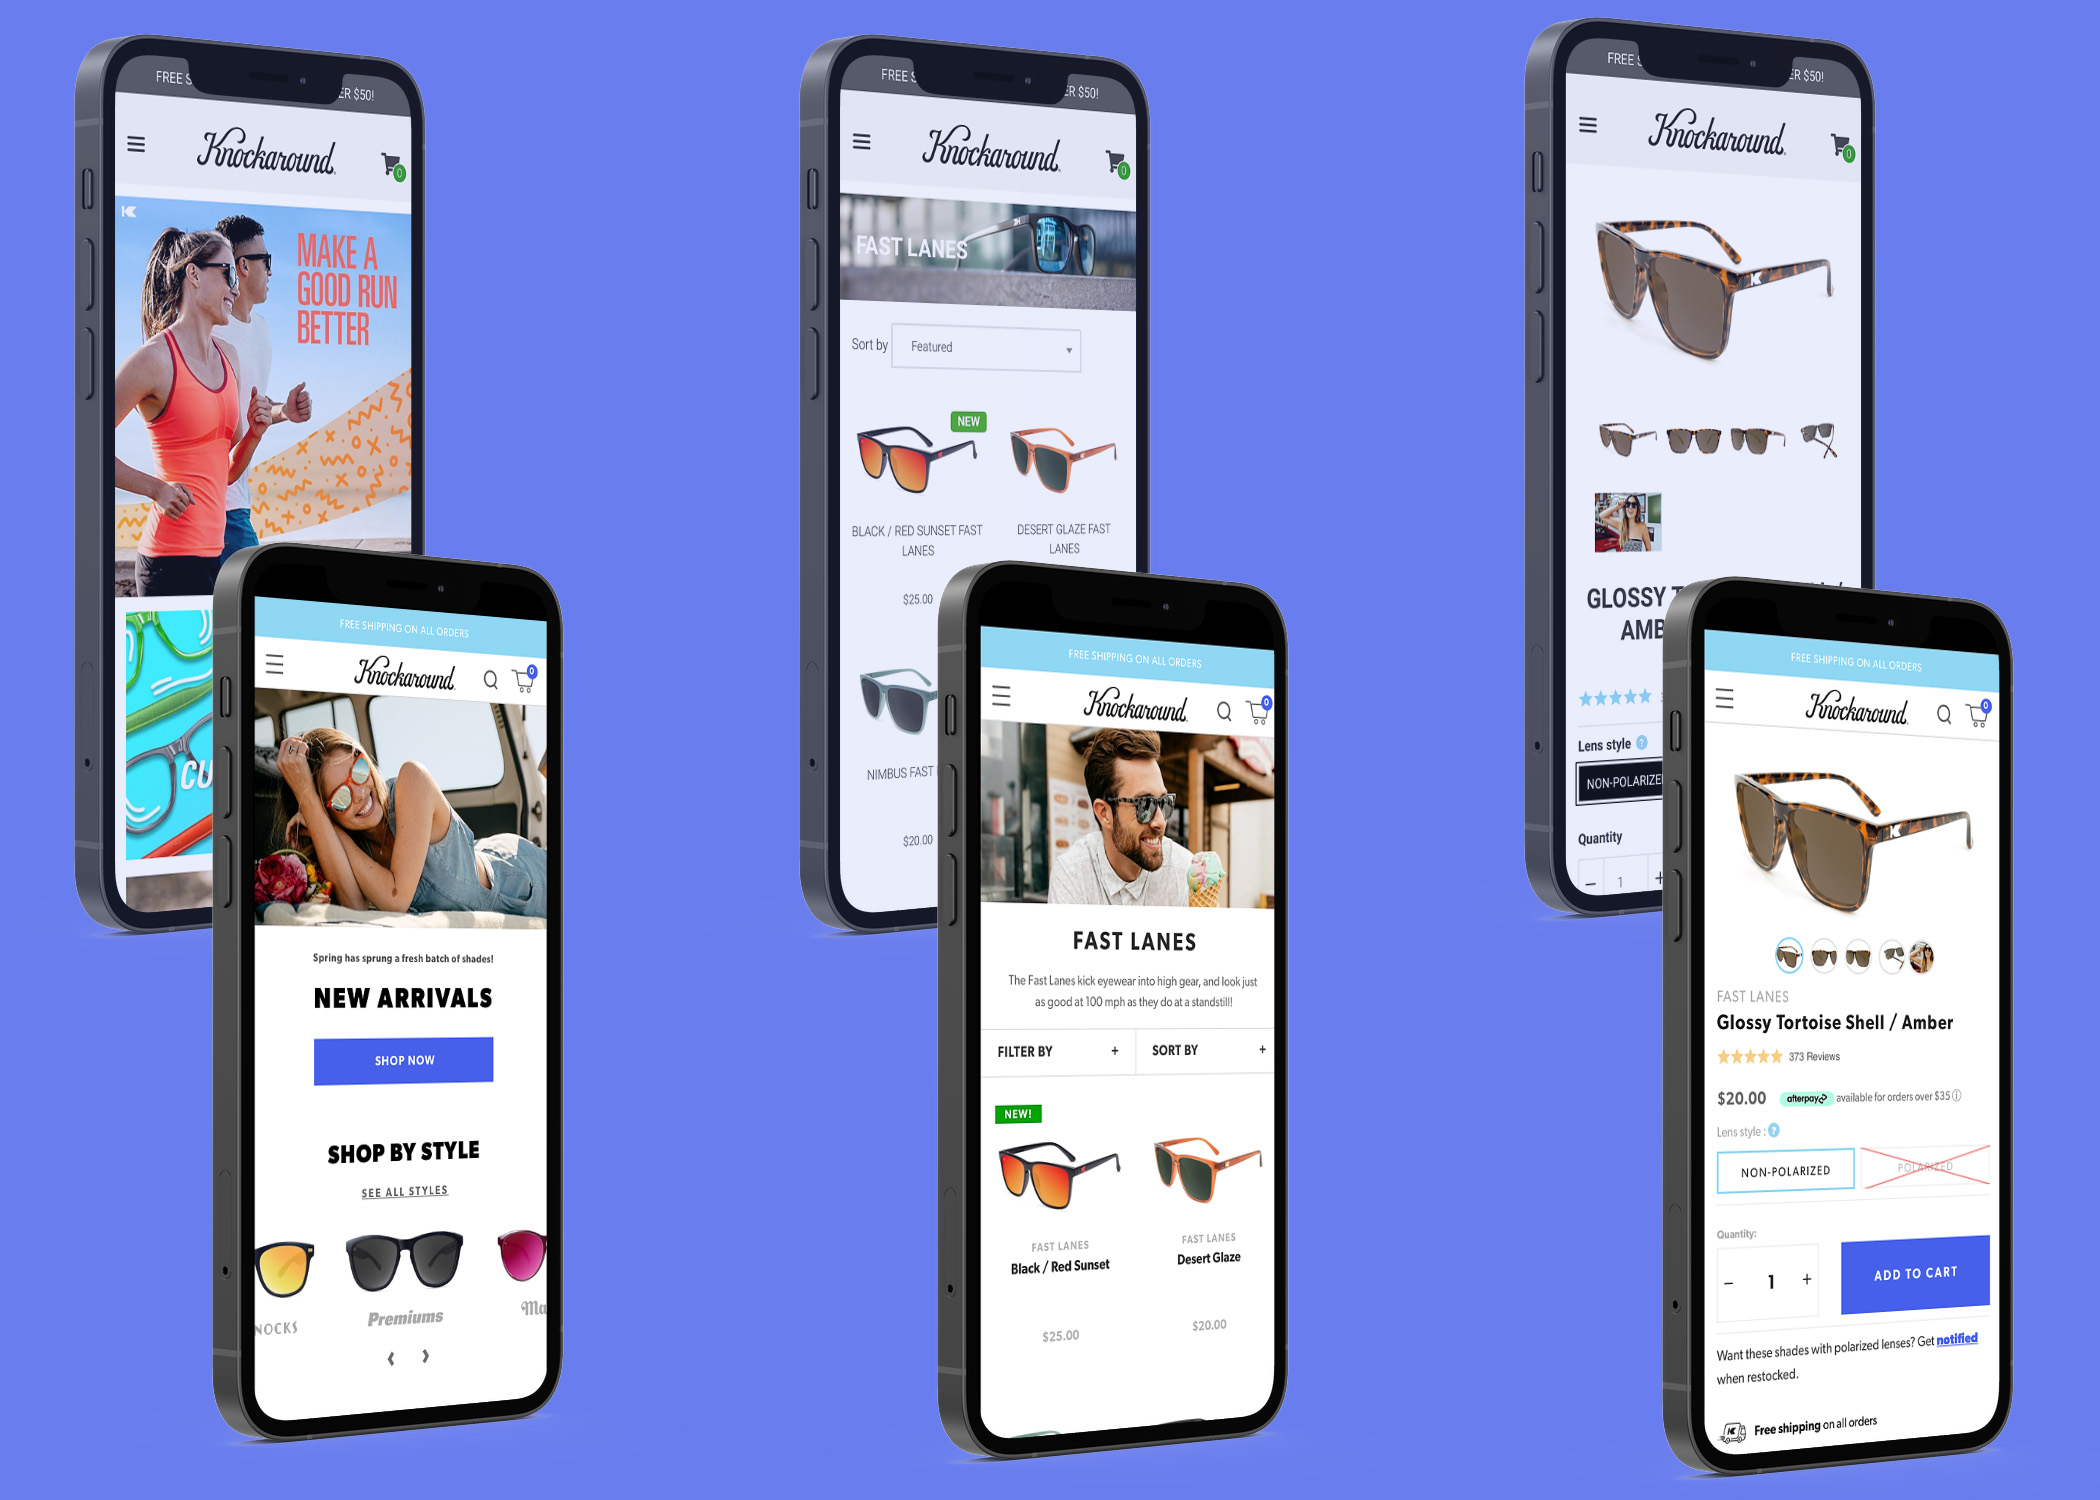 FREE
ER $50!
Knockaround
0
MAKE A
GOOD RUN
BETTER
CU
FREE SHIPPING ON ALL ORDERS
Knockaround
0
Spring has sprung a fresh batch of shades!
NEW ARRIVALS
SHOP NOW
SHOP BY STYLE
SEE ALL STYLES
NOCKS
Premiums
Ma
FREE
ER $50!
Knockaround
0
FAST LANES
Sort by
Featured
NEW
BLACK / RED SUNSET FAST
LANES
$25.00
DESERT GLAZE FAST
LANES
NIMBUS FAST
$20.00
FREE SHIPPING ON ALL ORDERS
Knockaround
0
FAST LANES
The Fast Lanes kick eyewear into high gear, and look just
as good at 100 mph as they do at a standstill!
FILTER BY +
SORT BY +
NEW!
FAST LANES
Black / Red Sunset
$25.00
FAST LANES
Desert Glaze
$20.00
FREE
ER $50!
Knockaround
0
GLOSSY T
AMB
Lens style ?
NON-POLARIZE
Quantity
− 1 +
FREE SHIPPING ON ALL ORDERS
Knockaround
0
FAST LANES
Glossy Tortoise Shell / Amber
373 Reviews
$20.00 afterpay available for orders over $35
Lens style : ?
NON-POLARIZED
POLARIZED
Quantity:
− 1 +
ADD TO CART
Want these shades with polarized lenses? Get notified
when restocked.
Free shipping on all orders